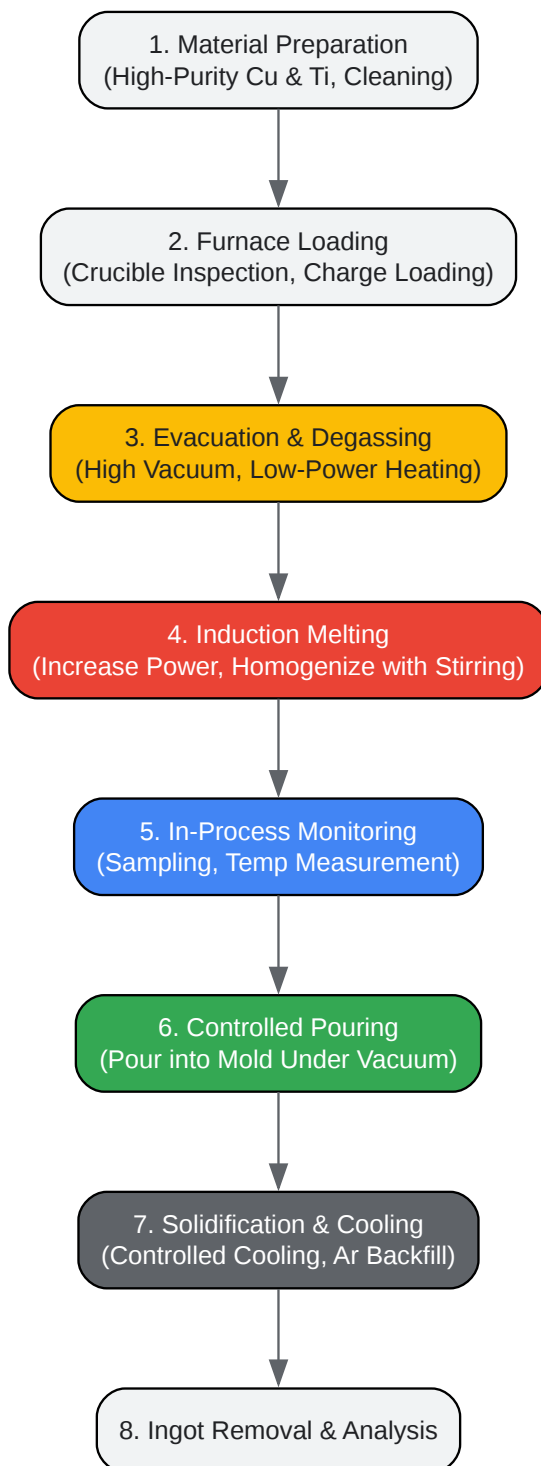 1. Material Preparation
(High-Purity Cu & Ti, Cleaning)
2. Furnace Loading
(Crucible Inspection, Charge Loading)
3. Evacuation & Degassing
(High Vacuum, Low-Power Heating)
4. Induction Melting
(Increase Power, Homogenize with Stirring)
5. In-Process Monitoring
(Sampling, Temp Measurement)
6. Controlled Pouring
(Pour into Mold Under Vacuum)
7. Solidification & Cooling
(Controlled Cooling, Ar Backfill)
8. Ingot Removal & Analysis